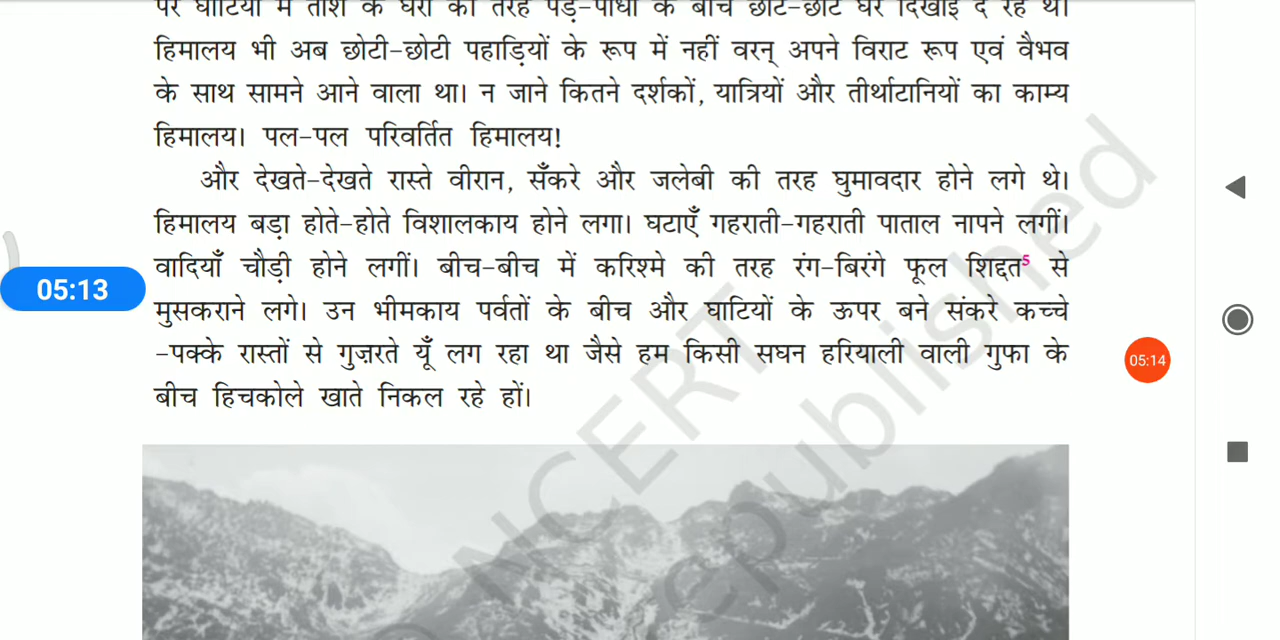 पर घाटियों में ताश के घरों की तरह पेड़-पौधों के बीच छोटे-छोटे घर दिखाई दे रहे थे।
हिमालय भी अब छोटी-छोटी पहाड़ियों के रूप में नहीं वरन् अपने विराट रूप एवं वैभव
के साथ सामने आने वाला था। न जाने कितने दर्शकों, यात्रियों और तीर्थाटानियों का काम्य
हिमालय। पल-पल परिवर्तित हिमालय!
और देखते-देखते रास्ते वीरान, सँकरे और जलेबी की तरह घुमावदार होने लगे थे।
हिमालय बड़ा होते-होते विशालकाय होने लगा। घटाएँ गहराती-गहराती पाताल नापने लगीं।
वादियाँ चौड़ी होने लगीं। बीच-बीच में करिश्मे की तरह रंग-बिरंगे फूल शिद्दत5 से
05:13
मुसकराने लगे। उन भीमकाय पर्वतों के बीच और घाटियों के ऊपर बने संकरे कच्चे
-पक्के रास्तों से गुज़रते यूँ लग रहा था जैसे हम किसी सघन हरियाली वाली गुफा के
05:14
बीच हिचकोले खाते निकल रहे हों।
NCERT
published